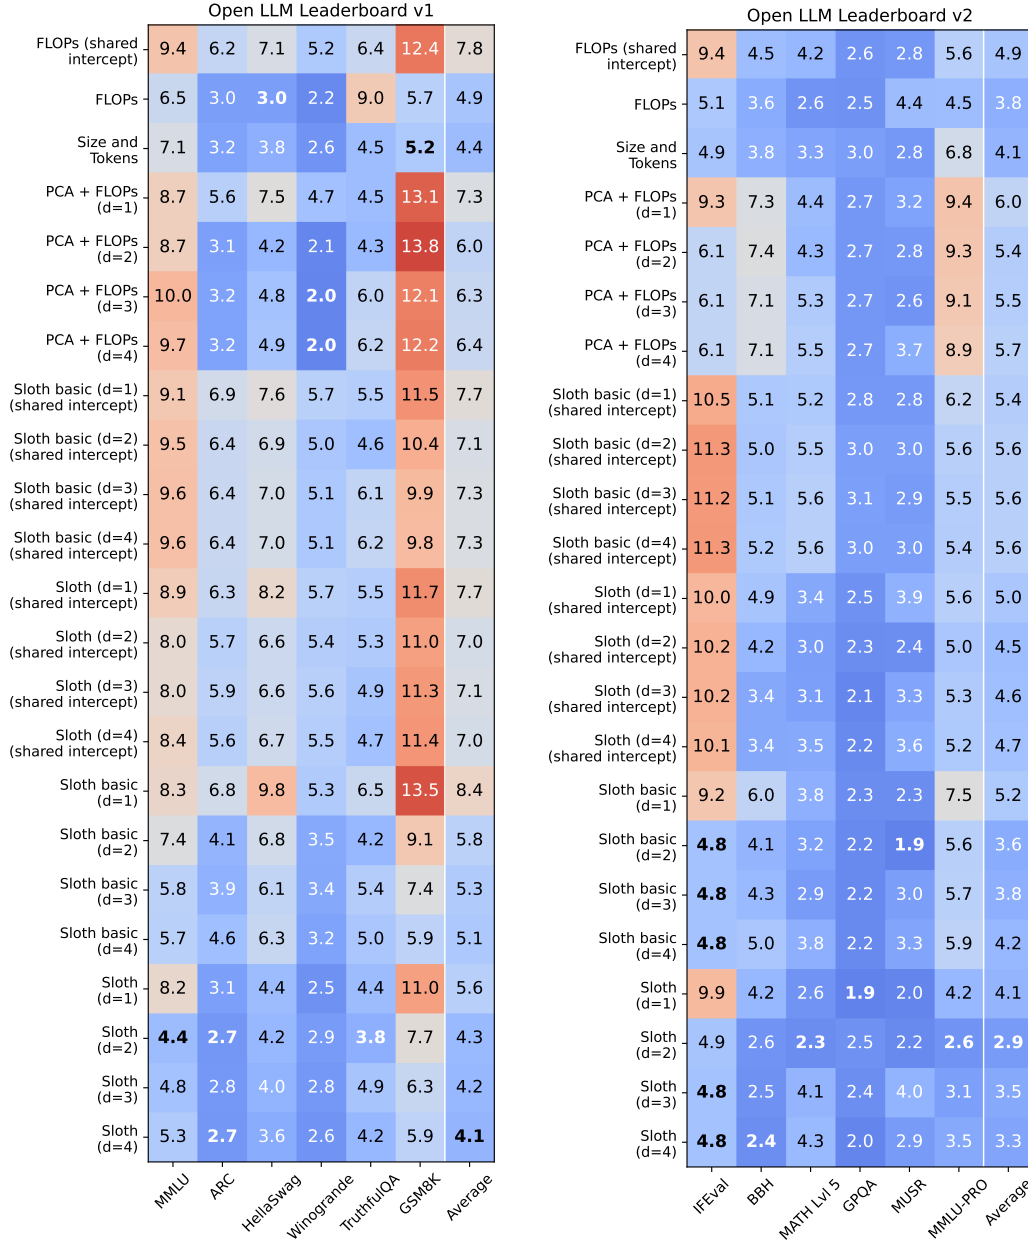 Open LLM Leaderboard v1
FLOPs (shared
intercept)
9.4 6.2 7.1 5.2 6.4 12.4 7.8
FLOPs
6.5 3.0 3.0 2.2 9.0 5.7 4.9
Size and
Tokens
7.1 3.2 3.8 2.6 4.5 5.2 4.4
PCA + FLOPs
(d=1)
8.7 5.6 7.5 4.7 4.5 13.1 7.3
PCA + FLOPs
(d=2)
8.7 3.1 4.2 2.1 4.3 13.8 6.0
PCA + FLOPs
(d=3)
10.0 3.2 4.8 2.0 6.0 12.1 6.3
PCA + FLOPs
(d=4)
9.7 3.2 4.9 2.0 6.2 12.2 6.4
Sloth basic (d=1)
(shared intercept)
9.1 6.9 7.6 5.7 5.5 11.5 7.7
Sloth basic (d=2)
(shared intercept)
9.5 6.4 6.9 5.0 4.6 10.4 7.1
Sloth basic (d=3)
(shared intercept)
9.6 6.4 7.0 5.1 6.1 9.9 7.3
Sloth basic (d=4)
(shared intercept)
9.6 6.4 7.0 5.1 6.2 9.8 7.3
Sloth (d=1)
(shared intercept)
8.9 6.3 8.2 5.7 5.5 11.7 7.7
Sloth (d=2)
(shared intercept)
8.0 5.7 6.6 5.4 5.3 11.0 7.0
Sloth (d=3)
(shared intercept)
8.0 5.9 6.6 5.6 4.9 11.3 7.1
Sloth (d=4)
(shared intercept)
8.4 5.6 6.7 5.5 4.7 11.4 7.0
Sloth basic
(d=1)
8.3 6.8 9.8 5.3 6.5 13.5 8.4
Sloth basic
(d=2)
7.4 4.1 6.8 3.5 4.2 9.1 5.8
Sloth basic
(d=3)
5.8 3.9 6.1 3.4 5.4 7.4 5.3
Sloth basic
(d=4)
5.7 4.6 6.3 3.2 5.0 5.9 5.1
Sloth
(d=1)
8.2 3.1 4.4 2.5 4.4 11.0 5.6
Sloth
(d=2)
4.4 2.7 4.2 2.9 3.8 7.7 4.3
Sloth
(d=3)
4.8 2.8 4.0 2.8 4.9 6.3 4.2
Sloth
(d=4)
5.3 2.7 3.6 2.6 4.2 5.9 4.1
MMLU ARC HellaSwag Winogrande TruthfulQA GSM8K Average
Open LLM Leaderboard v2
FLOPs (shared
intercept)
9.4 4.5 4.2 2.6 2.8 5.6 4.9
FLOPs
5.1 3.6 2.6 2.5 4.4 4.5 3.8
Size and
Tokens
4.9 3.8 3.3 3.0 2.8 6.8 4.1
PCA + FLOPs
(d=1)
9.3 7.3 4.4 2.7 3.2 9.4 6.0
PCA + FLOPs
(d=2)
6.1 7.4 4.3 2.7 2.8 9.3 5.4
PCA + FLOPs
(d=3)
6.1 7.1 5.3 2.7 2.6 9.1 5.5
PCA + FLOPs
(d=4)
6.1 7.1 5.5 2.7 3.7 8.9 5.7
Sloth basic (d=1)
(shared intercept)
10.5 5.1 5.2 2.8 2.8 6.2 5.4
Sloth basic (d=2)
(shared intercept)
11.3 5.0 5.5 3.0 3.0 5.6 5.6
Sloth basic (d=3)
(shared intercept)
11.2 5.1 5.6 3.1 2.9 5.5 5.6
Sloth basic (d=4)
(shared intercept)
11.3 5.2 5.6 3.0 3.0 5.4 5.6
Sloth (d=1)
(shared intercept)
10.0 4.9 3.4 2.5 3.9 5.6 5.0
Sloth (d=2)
(shared intercept)
10.2 4.2 3.0 2.3 2.4 5.0 4.5
Sloth (d=3)
(shared intercept)
10.2 3.4 3.1 2.1 3.3 5.3 4.6
Sloth (d=4)
(shared intercept)
10.1 3.4 3.5 2.2 3.6 5.2 4.7
Sloth basic
(d=1)
9.2 6.0 3.8 2.3 2.3 7.5 5.2
Sloth basic
(d=2)
4.8 4.1 3.2 2.2 1.9 5.6 3.6
Sloth basic
(d=3)
4.8 4.3 2.9 2.2 3.0 5.7 3.8
Sloth basic
(d=4)
4.8 5.0 3.8 2.2 3.3 5.9 4.2
Sloth
(d=1)
9.9 4.2 2.6 1.9 2.0 4.2 4.1
Sloth
(d=2)
4.9 2.6 2.3 2.5 2.2 2.6 2.9
Sloth
(d=3)
4.8 2.5 4.1 2.4 4.0 3.1 3.5
Sloth
(d=4)
4.8 2.4 4.3 2.0 2.9 3.5 3.3
IFEval BBH MATH Lvl 5 GPQA MUSR MMLU-PRO Average